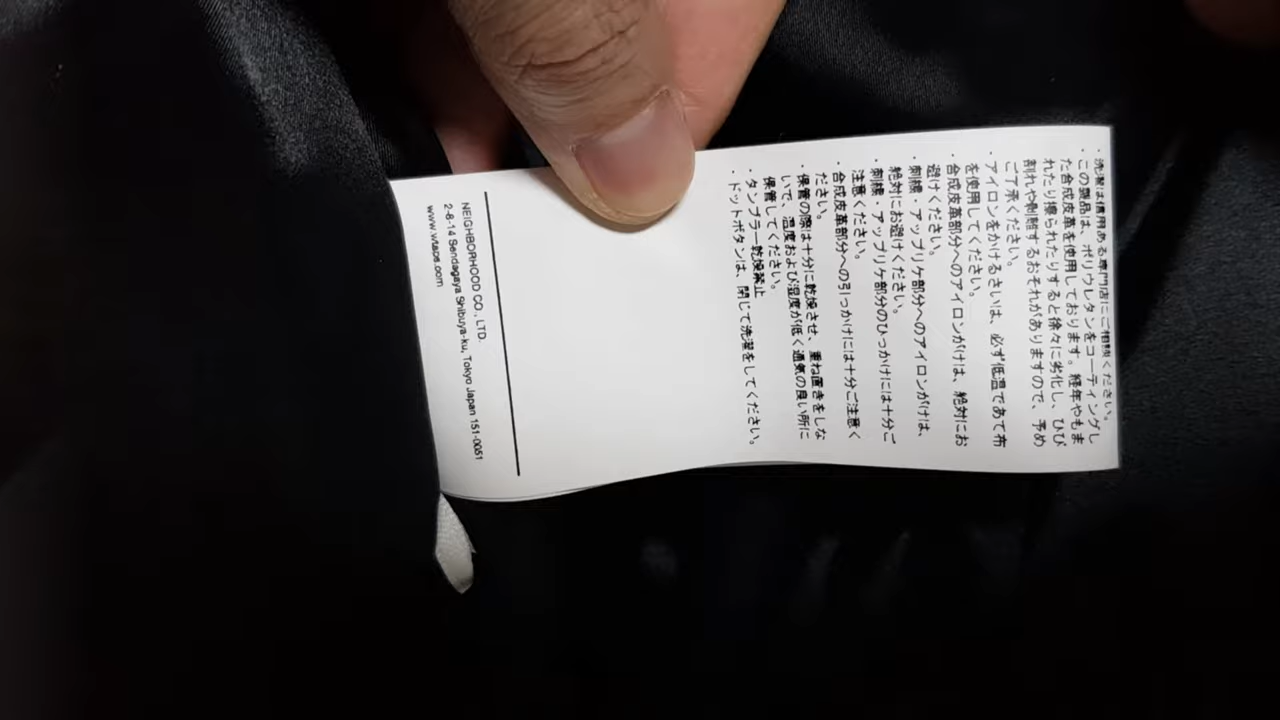 ・洗濯は信用ある専門店にご相談ください。
・この製品は、ポリウレタンをコーティングし
た合成皮革を使用しております。経年やもま
れたり擦られたりすると徐々に劣化し、ひび
割れや剥離するおそれがありますので、予め
ご了承ください。
・アイロンをかけるさいは、必ず低温であて布
を使用してください。
・合成皮革部分へのアイロンがけは、絶対にお
避けください。
・刺繍・アップリケ部分へのアイロンがけは、
絶対にお避けください。
・刺繍・アップリケ部分のひっかけには十分ご
注意ください。
・合成皮革部分への引っかけには十分ご注意く
ださい。
・保管の際は十分に乾燥させ、重ね置きをしな
いで、温度および湿度が低く通気の良い所に
保管してください。
・タンブラー乾燥禁止
・ドットボタンは、閉じて洗濯をしてください。
NEIGHBORHOOD CO., LTD.
2-8-14 Sendagaya Shibuya-ku, Tokyo Japan 151-0051
www.wtaps.com